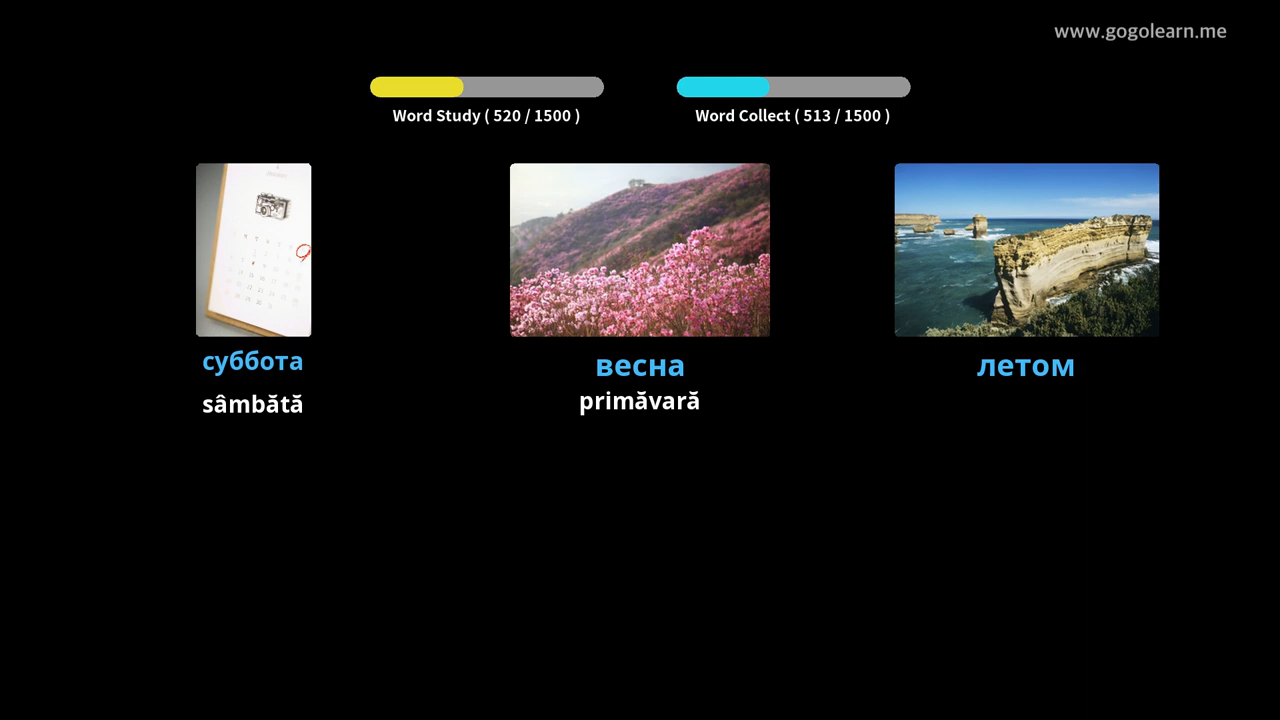 www.gogolearn.me
Word Study ( 520 / 1500 )
Word Collect ( 513 / 1500 )
суббота
sâmbătă
весна
primăvară
летом